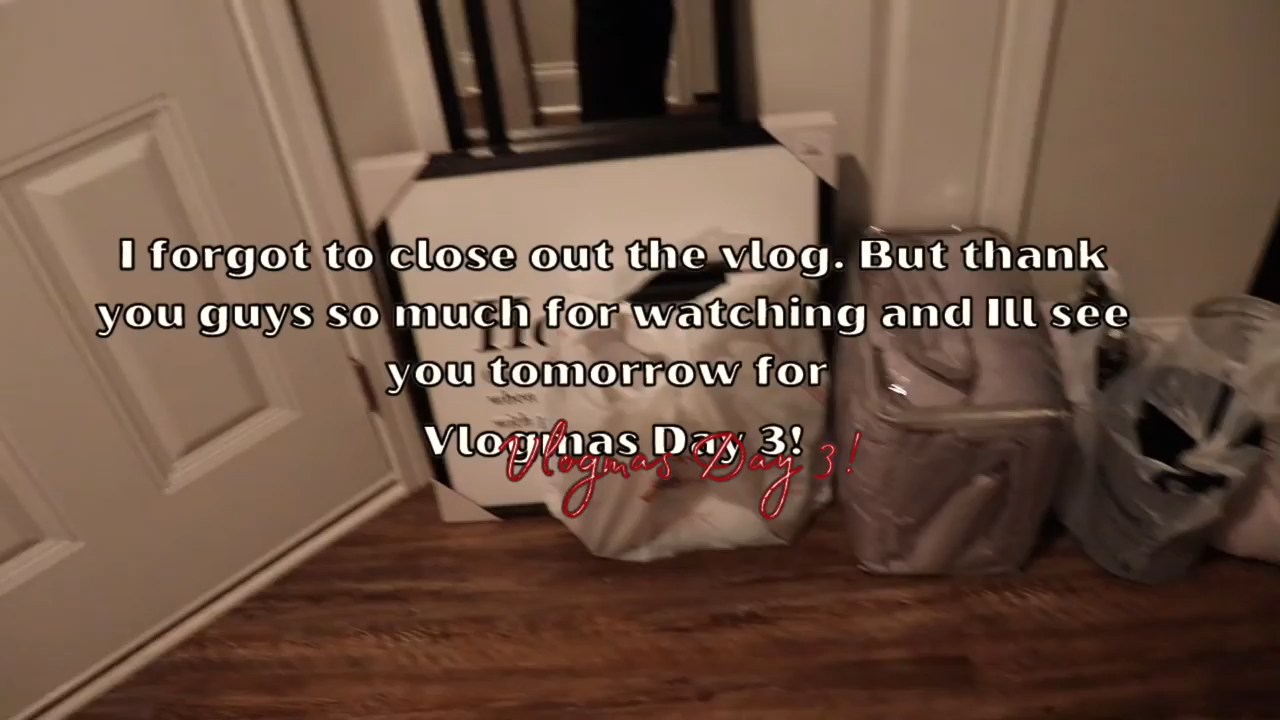 I forgot to close out the vlog. But thank
you guys so much for watching and Ill see
you tomorrow for
Vlogmas Day 3!
Vlogmas Day 3!
when